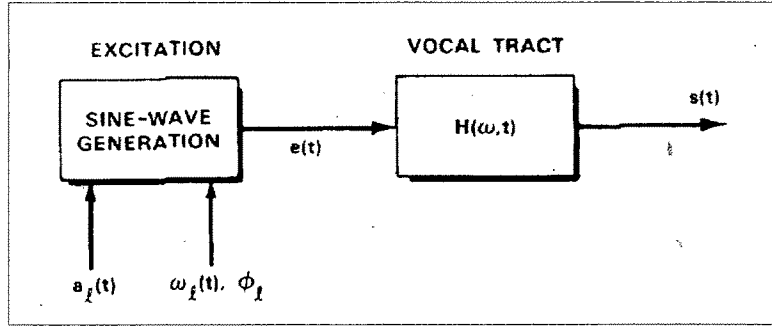 EXCITATION
VOCAL TRACT
SINE-WAVE
GENERATION
e(t)
H(ω,t)
s(t)
a_ℓ(t)
ω_ℓ(t), ϕ_ℓ